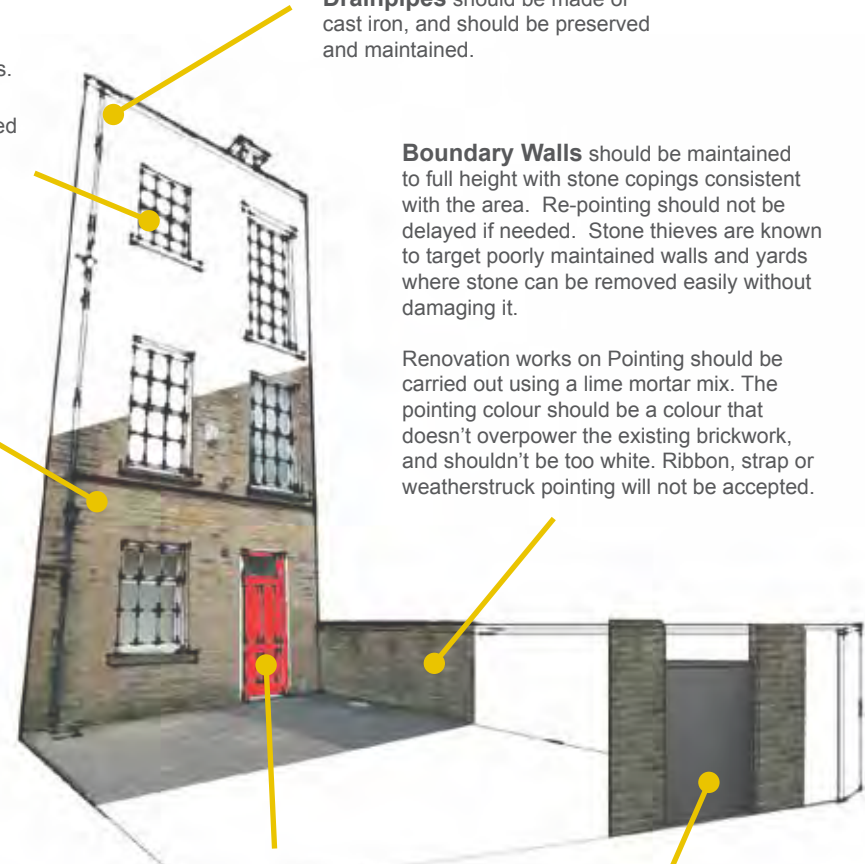 Drainpipes should be made of
cast iron, and should be preserved
and maintained.
s.
ed
Boundary Walls should be maintained
to full height with stone copings consistent
with the area. Re-pointing should not be
delayed if needed. Stone thieves are known
to target poorly maintained walls and yards
where stone can be removed easily without
damaging it.
Renovation works on Pointing should be
carried out using a lime mortar mix. The
pointing colour should be a colour that
doesn't overpower the existing brickwork,
and shouldn't be too white. Ribbon, strap or
weatherstruck pointing will not be accepted.